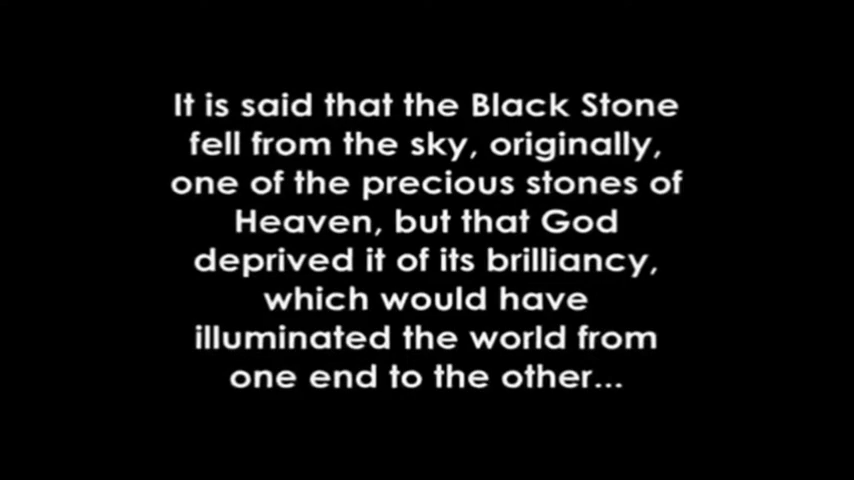 It is said that the Black Stone
fell from the sky, originally,
one of the precious stones of
Heaven, but that God
deprived it of its brilliancy,
which would have
illuminated the world from
one end to the other...